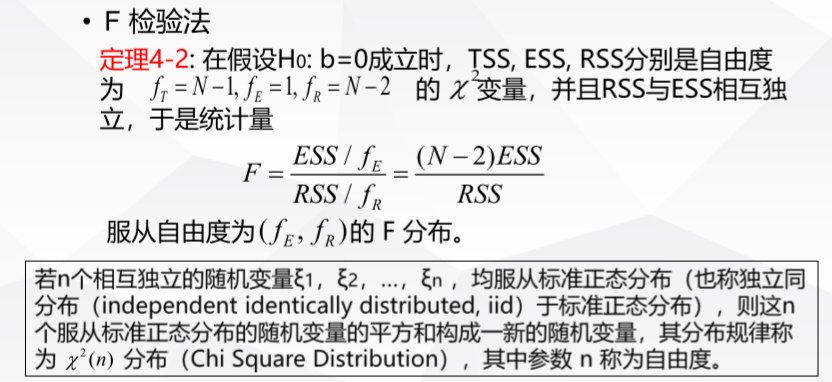 • F 检验法
定理4-2: 在假设H0: b=0成立时，TSS, ESS, RSS分别是自由度
为 f_T = N−1, f_E = 1, f_R = N−2 的 χ²变量，并且RSS与ESS相互独
立，于是统计量
F = (ESS / f_E) / (RSS / f_R) = (N−2)ESS / RSS
服从自由度为(f_E, f_R)的 F 分布。
若n个相互独立的随机变量ξ1，ξ2，...，ξn ，均服从标准正态分布（也称独立同
分布（independent identically distributed, iid）于标准正态分布），则这n
个服从标准正态分布的随机变量的平方和构成一新的随机变量，其分布规律称
为 χ²(n) 分布（Chi Square Distribution），其中参数 n 称为自由度。